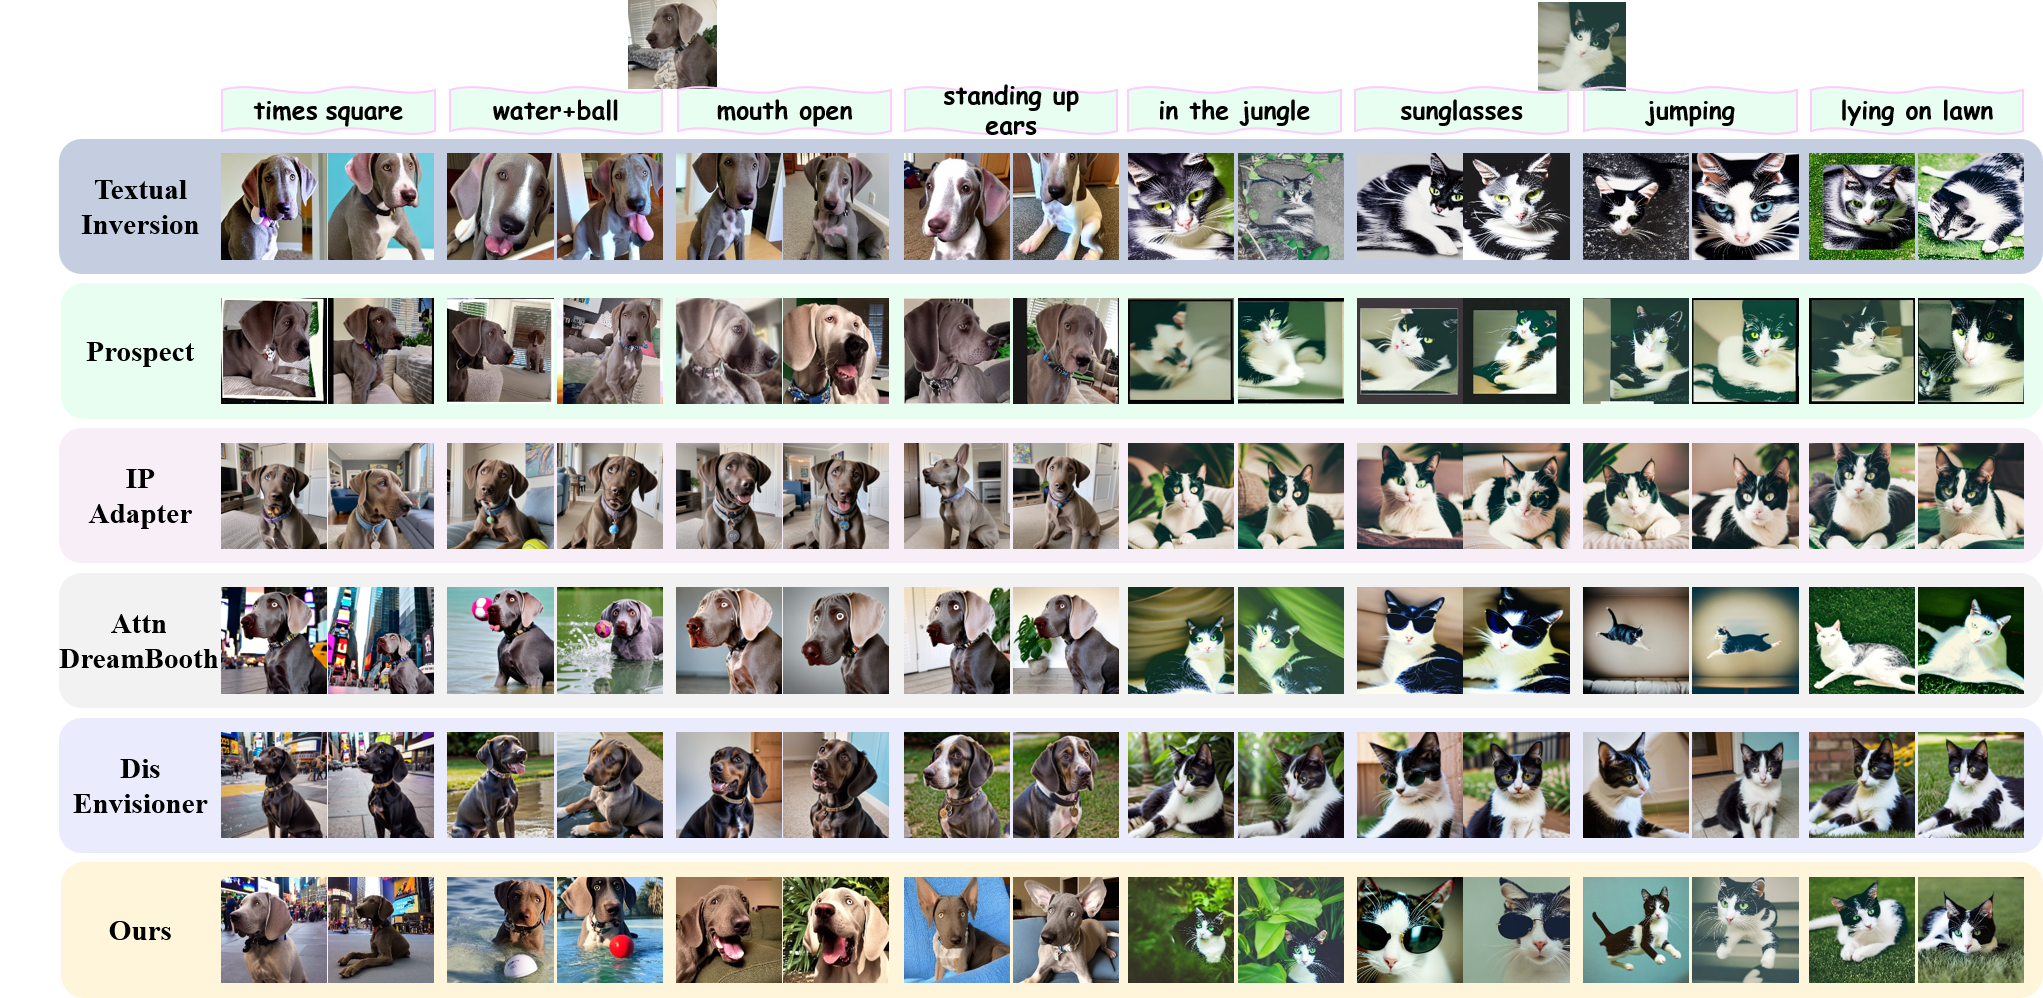 times square
water+ball
mouth open
standing up
ears
in the jungle
sunglasses
jumping
lying on lawn
Textual
Inversion
Prospect
IP
Adapter
Attn
DreamBooth
Dis
Envisioner
Ours